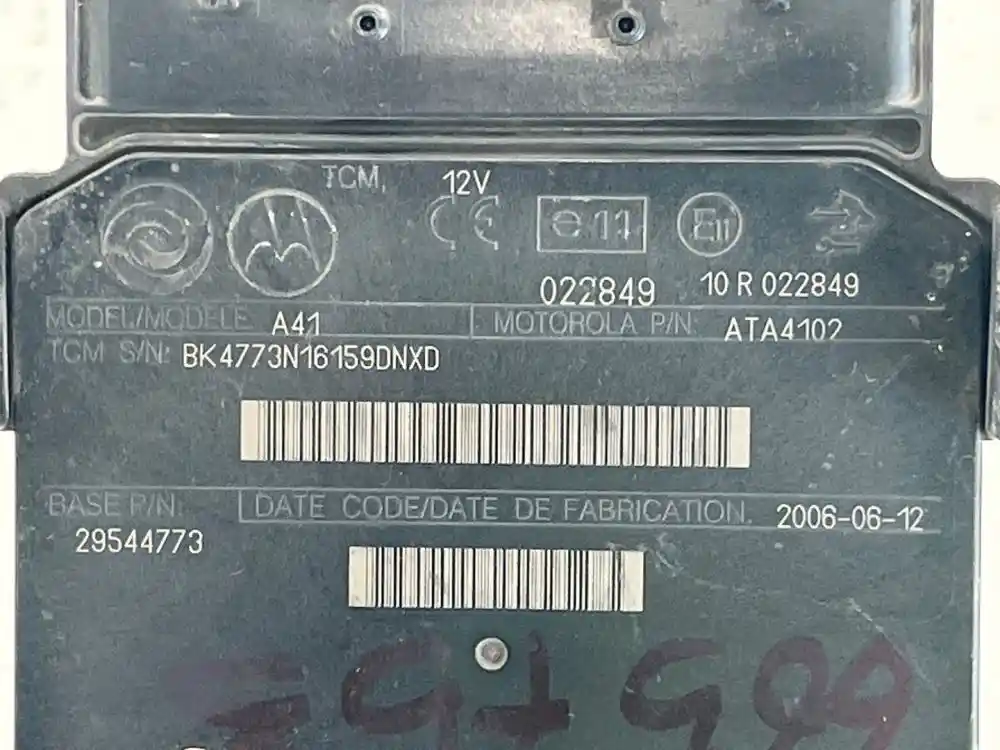 TCM. 12V
CE e11 E11
022849 10 R 022849
MODEL/MODELE A41 MOTOROLA P/N: ATA4102
TCM S/N: BK4773N16159DNXD
BASE P/N: DATE CODE/DATE DE FABRICATION. 2006-06-12
29544773